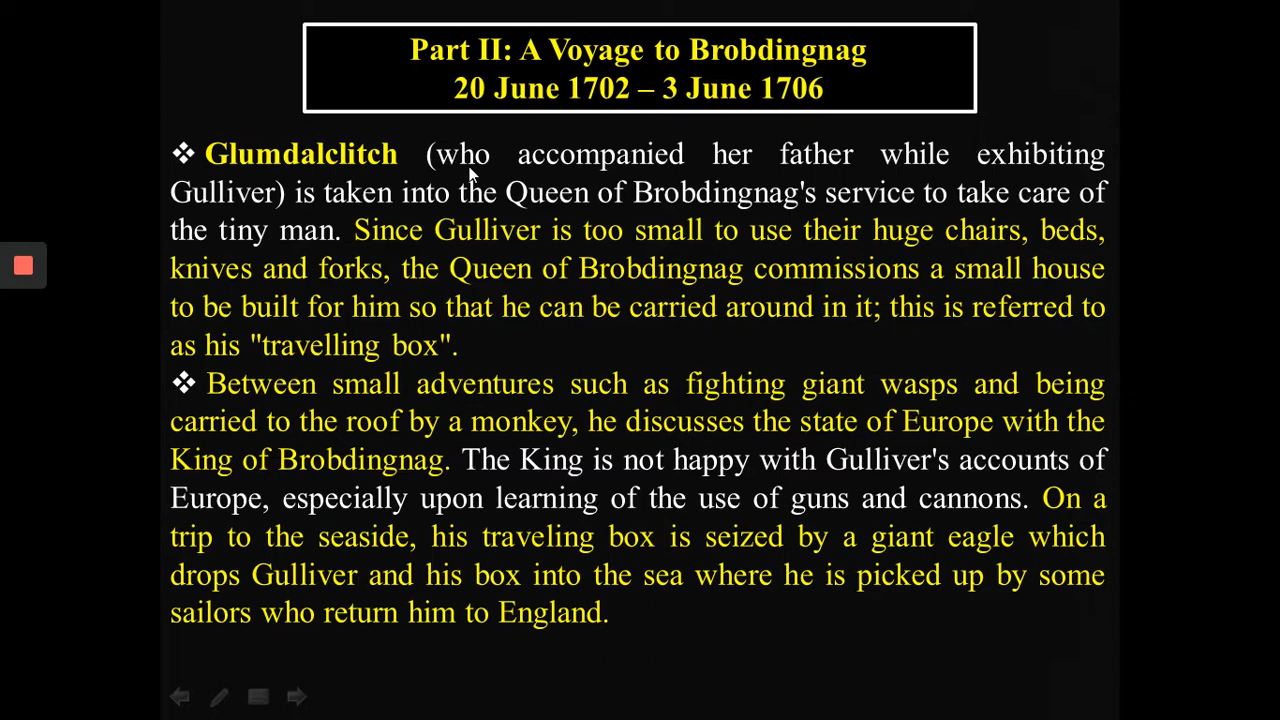 Part II: A Voyage to Brobdingnag
20 June 1702 – 3 June 1706
❖ Glumdalclitch (who accompanied her father while exhibiting
Gulliver) is taken into the Queen of Brobdingnag's service to take care of
the tiny man. Since Gulliver is too small to use their huge chairs, beds,
knives and forks, the Queen of Brobdingnag commissions a small house
to be built for him so that he can be carried around in it; this is referred to
as his "travelling box".
❖ Between small adventures such as fighting giant wasps and being
carried to the roof by a monkey, he discusses the state of Europe with the
King of Brobdingnag. The King is not happy with Gulliver's accounts of
Europe, especially upon learning of the use of guns and cannons. On a
trip to the seaside, his traveling box is seized by a giant eagle which
drops Gulliver and his box into the sea where he is picked up by some
sailors who return him to England.